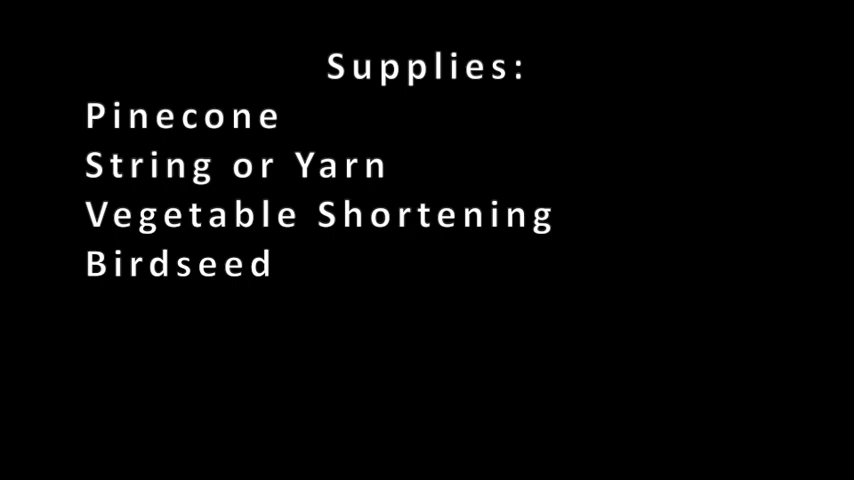 Supplies:
Pinecone
String or Yarn
Vegetable Shortening
Birdseed